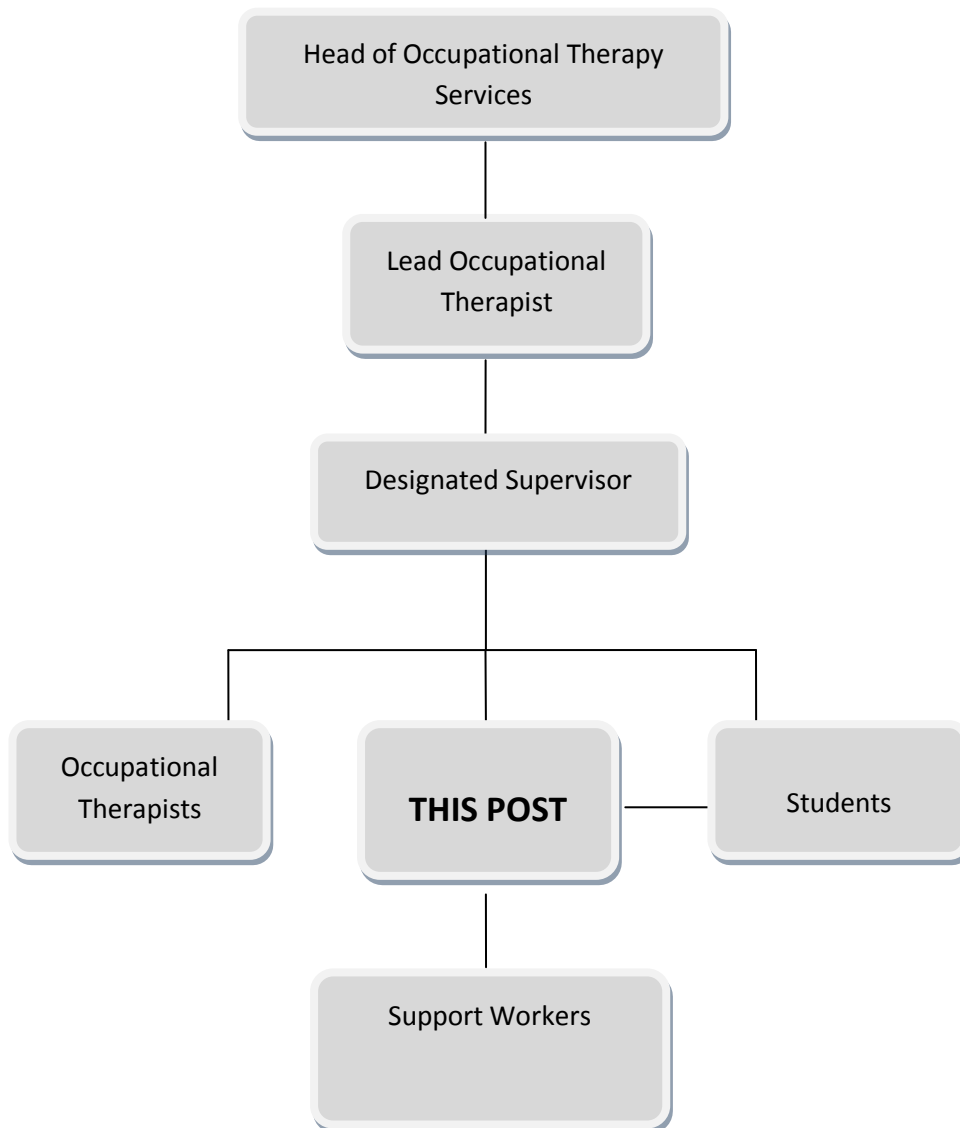 Head of Occupational Therapy
Services
Lead Occupational
Therapist
Designated Supervisor
Occupational
Therapists
THIS POST
Students
Support Workers